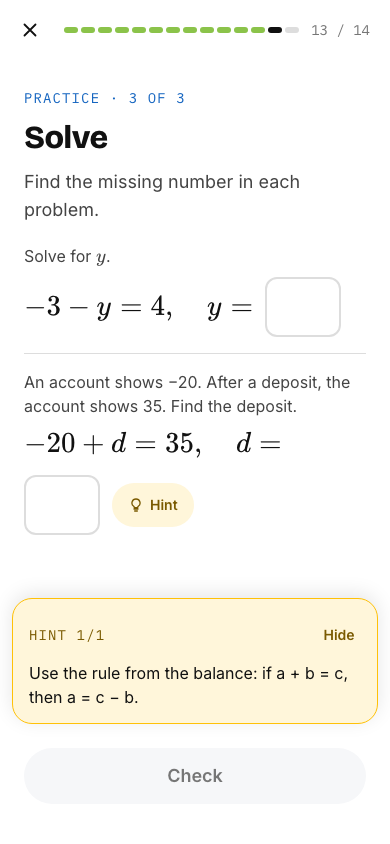 13 / 14
PRACTICE · 3 OF 3
Solve
Find the missing number in each
problem.
Solve for y.
−3 − y = 4, y =
An account shows −20. After a deposit, the
account shows 35. Find the deposit.
−20 + d = 35, d =
Hint
HINT 1/1
Hide
Use the rule from the balance: if a + b = c,
then a = c − b.
Check